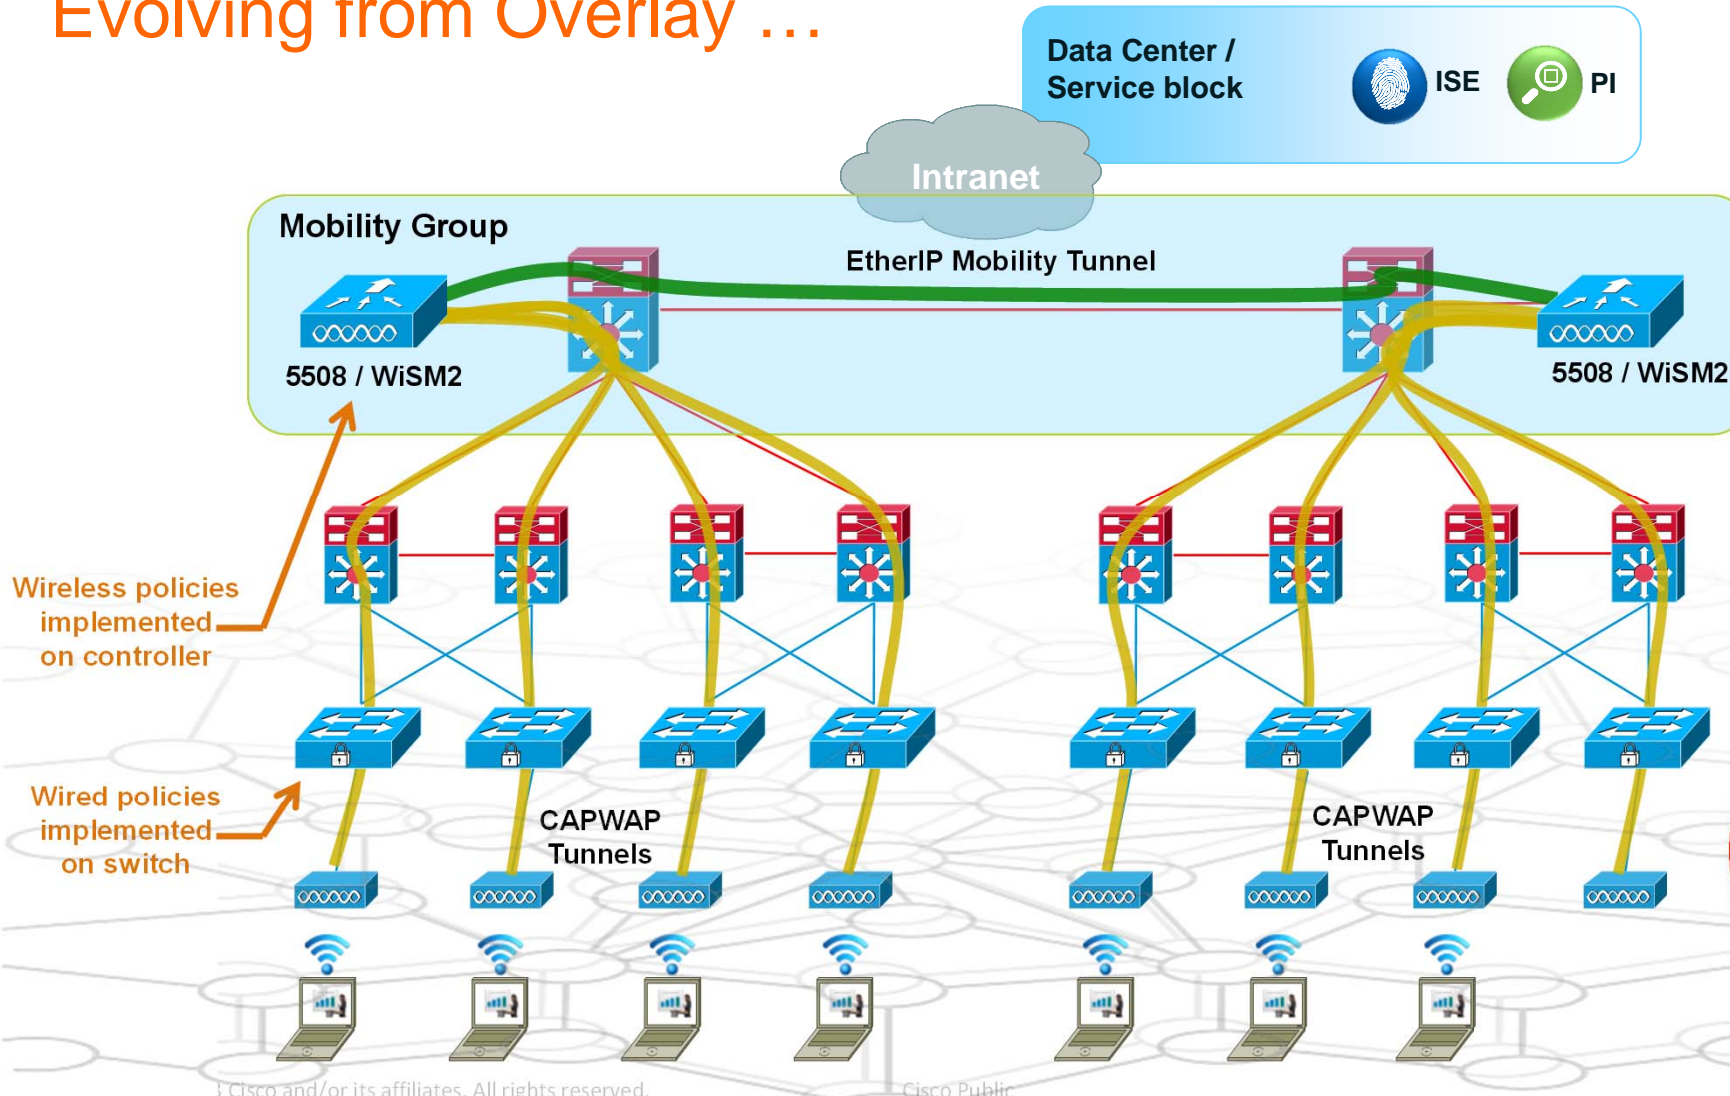 Evolving from Overlay …
Data Center /
Service block
ISE
PI
Intranet
Mobility Group
EtherIP Mobility Tunnel
5508 / WiSM2
5508 / WiSM2
Wireless policies
implemented
on controller
Wired policies
implemented
on switch
CAPWAP
Tunnels
CAPWAP
Tunnels
Cisco and/or its affiliates. All rights reserved.
Cisco Public